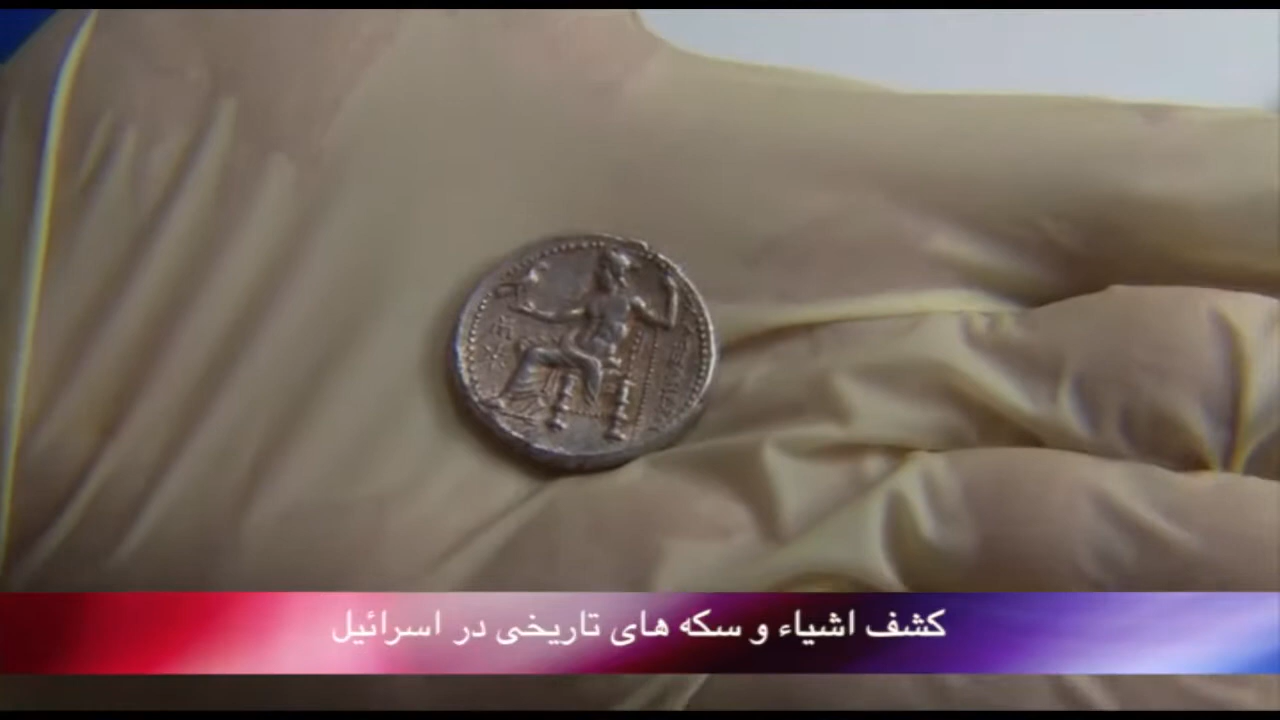 کشف اشیاء و سکه های تاریخی در اسرائیل